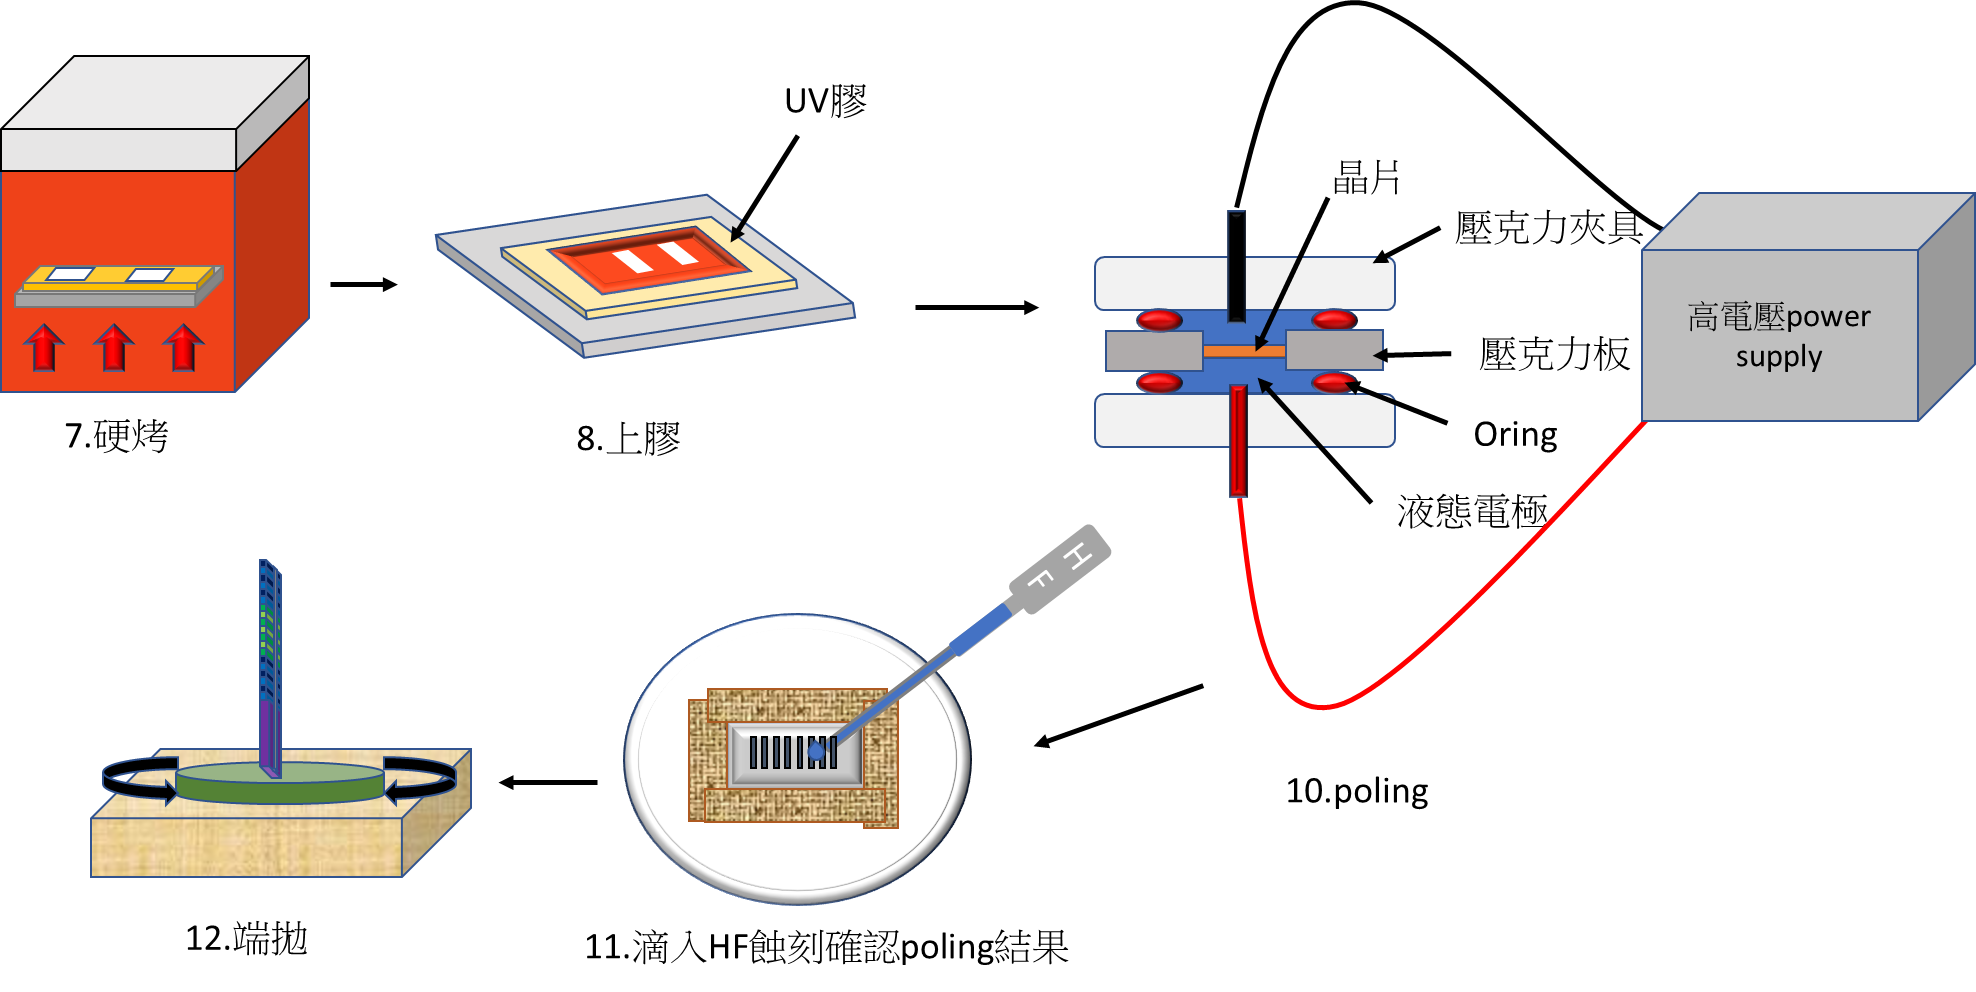 UV膠
晶片
壓克力夾具
高電壓power
supply
壓克力板
7.硬烤
8.上膠
Oring
液態電極
HF
10.poling
12.端拋
11.滴入HF蝕刻確認poling結果